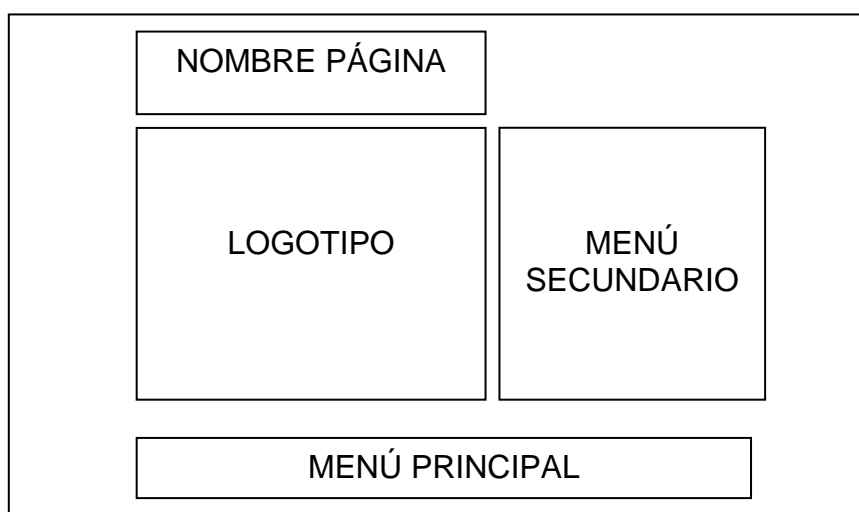 NOMBRE PÁGINA
LOGOTIPO
MENÚ
SECUNDARIO
MENÚ PRINCIPAL